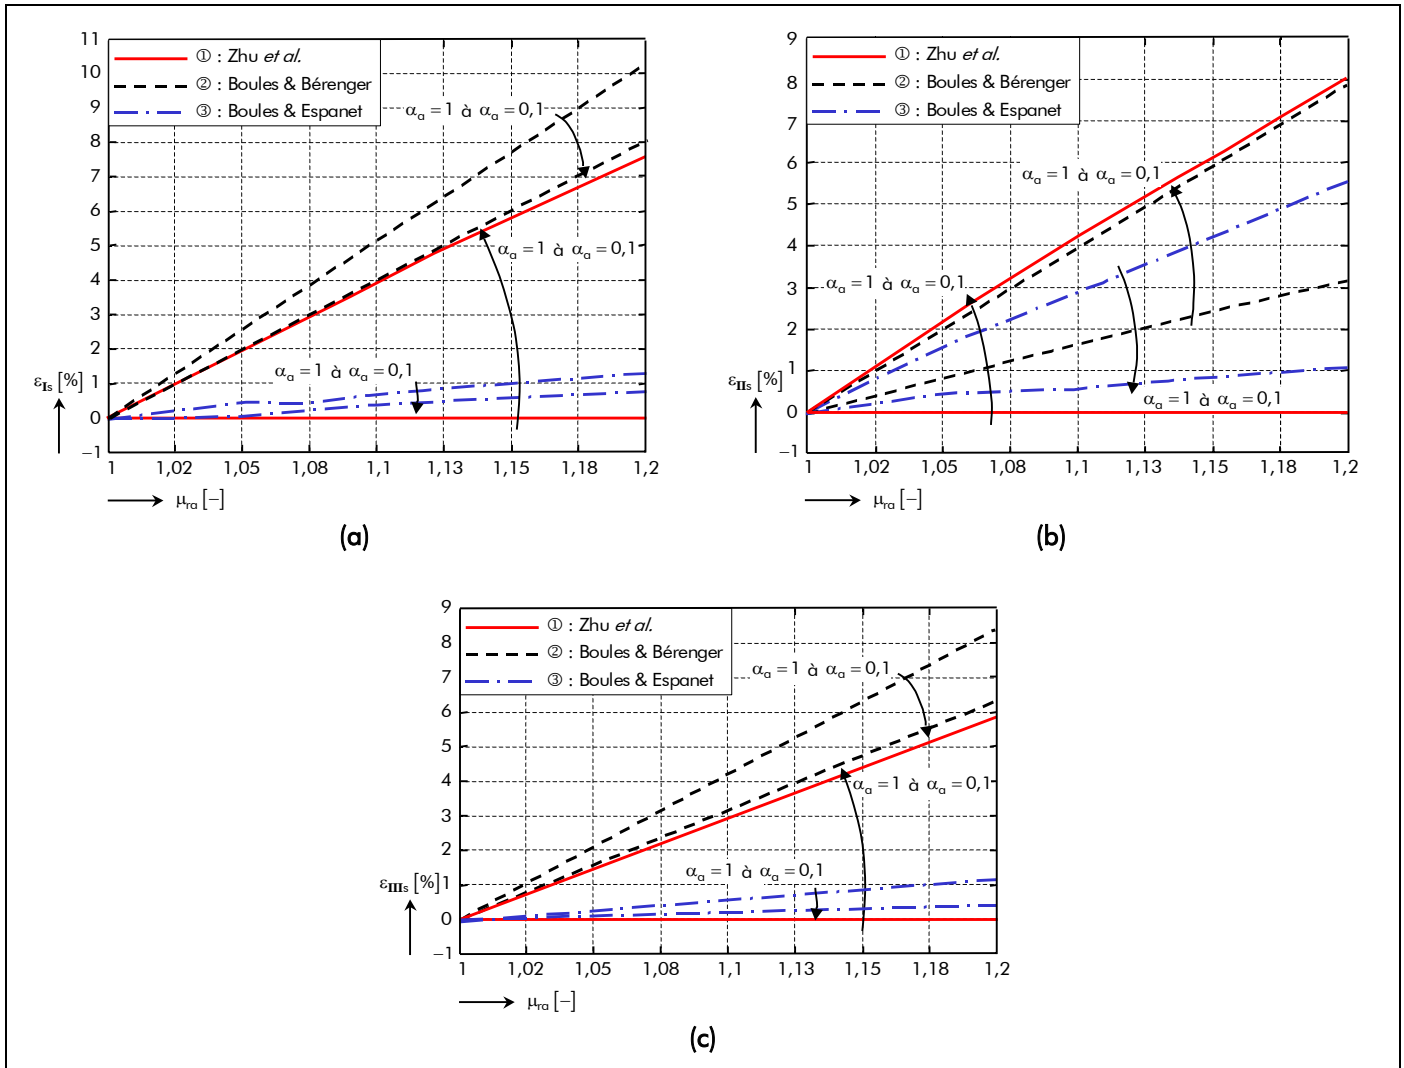 11
10
9
8
7
6
5
4
3
2
1
0
−1
① : Zhu et al.
② : Boules & Bérenger
③ : Boules & Espanet
αa = 1 à αa = 0,1
αa = 1 à αa = 0,1
αa = 1 à αa = 0,1
εIs [%]
1 1,02 1,05 1,08 1,1 1,13 1,15 1,18 1,2
μra [−]
(a)
9
8
7
6
5
4
3
2
1
0
−1
① : Zhu et al.
② : Boules & Bérenger
③ : Boules & Espanet
αa = 1 à αa = 0,1
αa = 1 à αa = 0,1
αa = 1 à αa = 0,1
εIIs [%]
1 1,02 1,05 1,08 1,1 1,13 1,15 1,18 1,2
μra [−]
(b)
9
8
7
6
5
4
3
2
1
0
−1
① : Zhu et al.
② : Boules & Bérenger
③ : Boules & Espanet
αa = 1 à αa = 0,1
αa = 1 à αa = 0,1
αa = 1 à αa = 0,1
εIIIs [%]
1 1,02 1,05 1,08 1,1 1,13 1,15 1,18 1,2
μra [−]
(c)